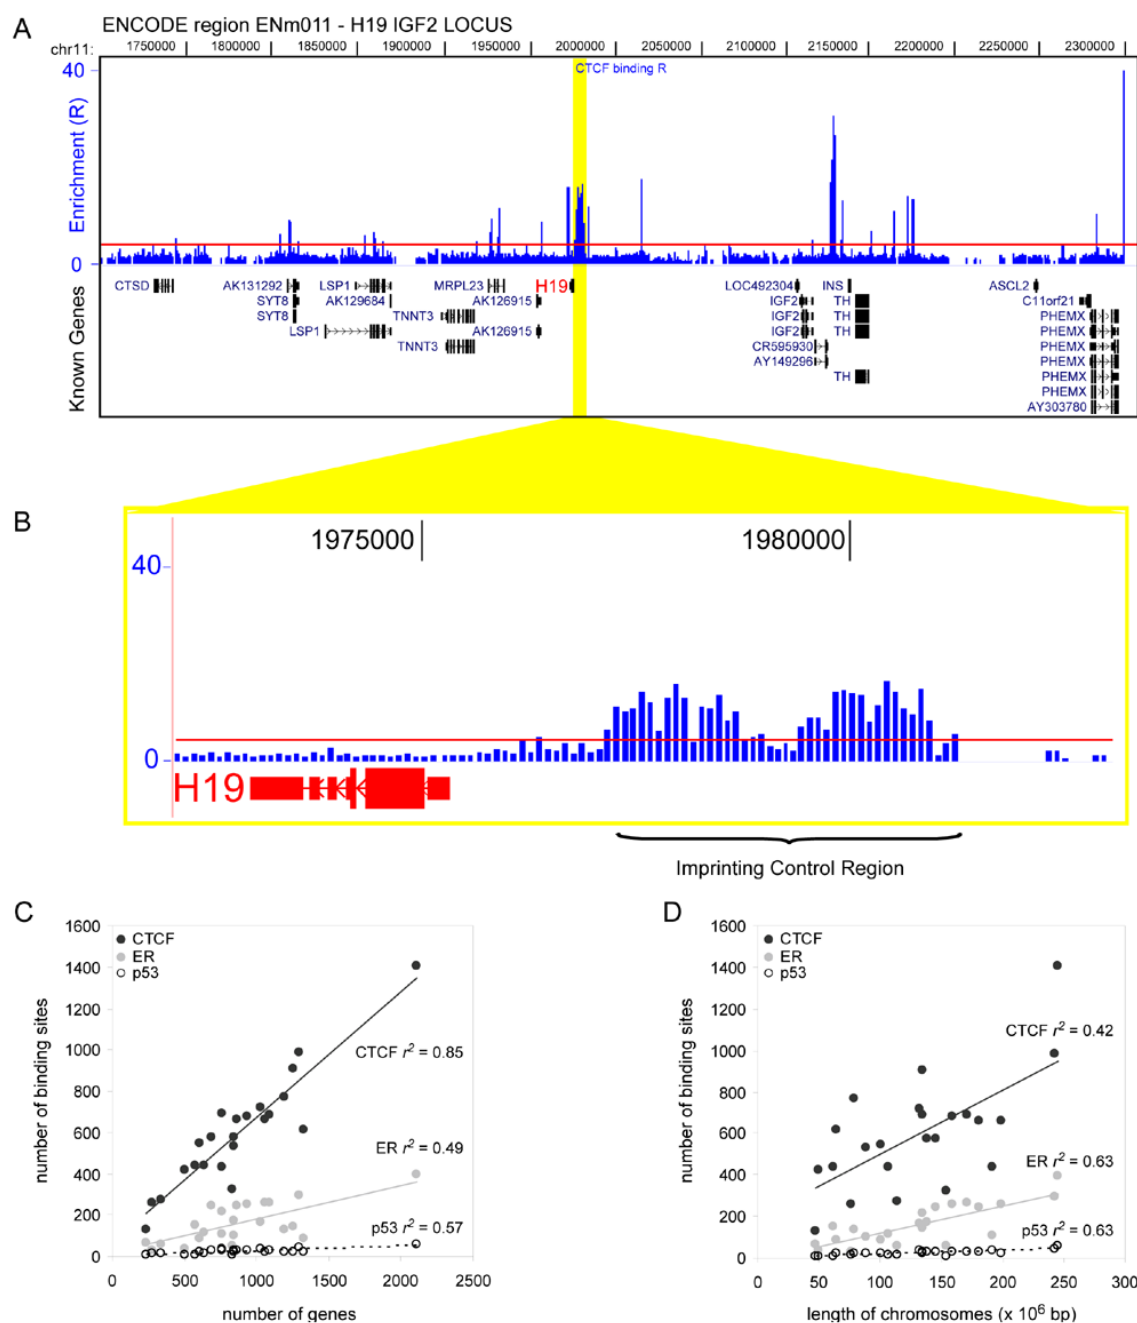 A
ENCODE region ENm011 - H19 IGF2 LOCUS
chr11: 1750000 1800000 1850000 1900000 1950000 2000000 2050000 2100000 2150000 2200000 2250000 2300000
CTCF binding R
40
Enrichment (R)
0
Known Genes
CTSD AK131292 LSP1 MRPL23 H19 LOC492304 INS ASCL2
SYT8 AK129684 AK126915 IGF2 TH C11orf21
SYT8 TNNT3 IGF2 TH PHEMX
LSP1 AK126915 IGF2 TH PHEMX
TNNT3 CR595930 PHEMX
AY149296 PHEMX
TH PHEMX
PHEMX
AY303780
B
1975000 1980000
40
0
H19
Imprinting Control Region
C
number of binding sites
1600
1400
1200
1000
800
600
400
200
0
CTCF
ER
p53
CTCF r² = 0.85
ER r² = 0.49
p53 r² = 0.57
0 500 1000 1500 2000 2500
number of genes
D
number of binding sites
1600
1400
1200
1000
800
600
400
200
0
CTCF
ER
p53
CTCF r² = 0.42
ER r² = 0.63
p53 r² = 0.63
0 50 100 150 200 250 300
length of chromosomes (x 10⁶ bp)